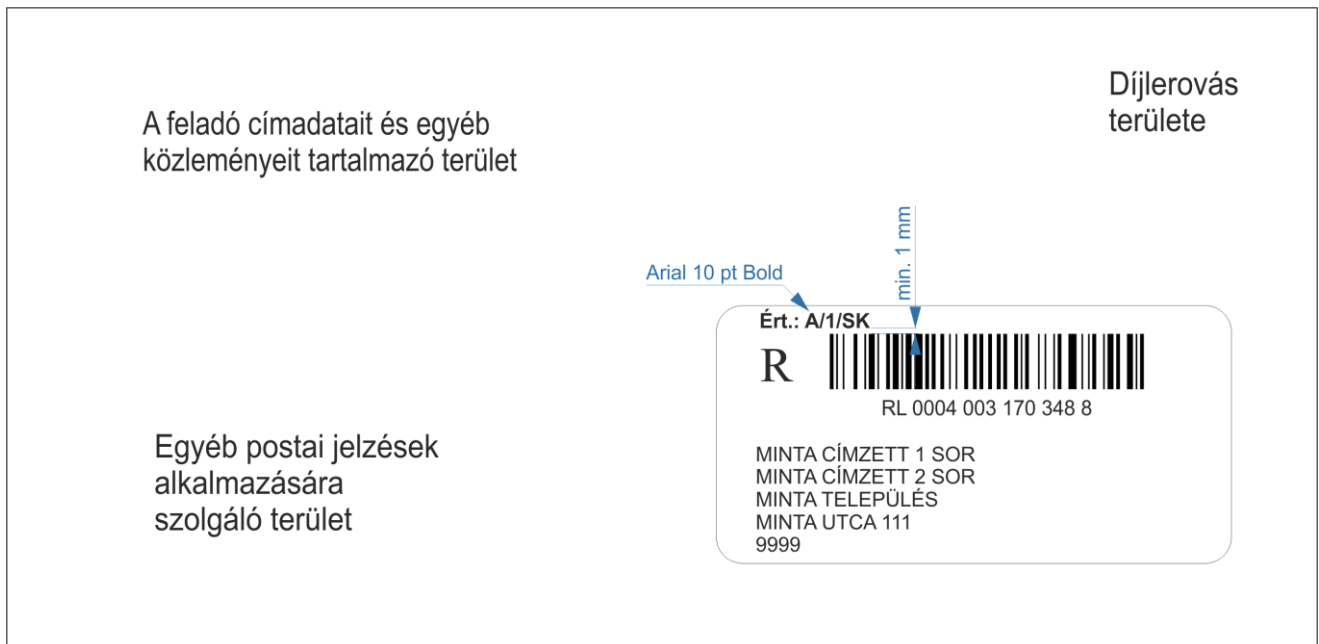 A feladó címadatait és egyéb
közleményeit tartalmazó terület
Díjlerovás
területe
min. 1 mm
Arial 10 pt Bold
Ért.: A/1/SK
R
RL 0004 003 170 348 8
MINTA CÍMZETT 1 SOR
MINTA CÍMZETT 2 SOR
MINTA TELEPÜLÉS
MINTA UTCA 111
9999
Egyéb postai jelzések
alkalmazására
szolgáló terület